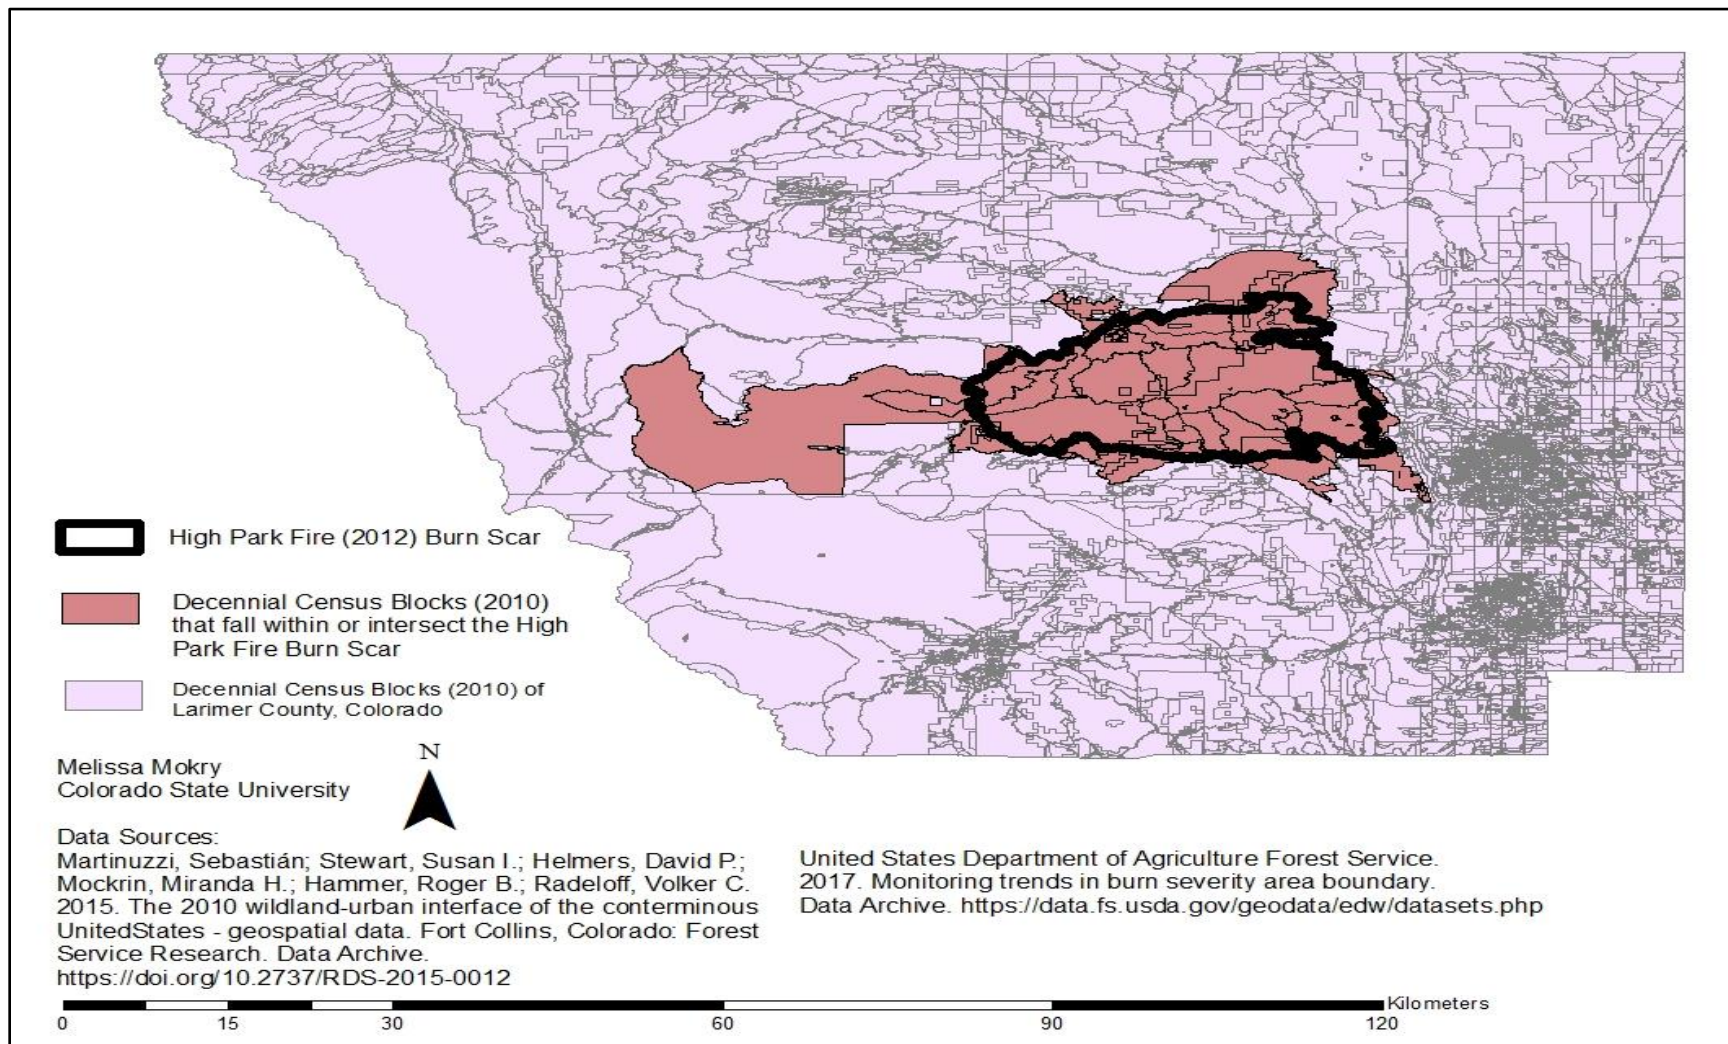 High Park Fire (2012) Burn Scar
Decennial Census Blocks (2010)
that fall within or intersect the High
Park Fire Burn Scar
Decennial Census Blocks (2010) of
Larimer County, Colorado
Melissa Mokry
Colorado State University
N
Data Sources:
Martinuzzi, Sebastián; Stewart, Susan I.; Helmers, David P.;
Mockrin, Miranda H.; Hammer, Roger B.; Radeloff, Volker C.
2015. The 2010 wildland-urban interface of the conterminous
UnitedStates - geospatial data. Fort Collins, Colorado: Forest
Service Research. Data Archive.
https://doi.org/10.2737/RDS-2015-0012
United States Department of Agriculture Forest Service.
2017. Monitoring trends in burn severity area boundary.
Data Archive. https://data.fs.usda.gov/geodata/edw/datasets.php
Kilometers
0 15 30 60 90 120